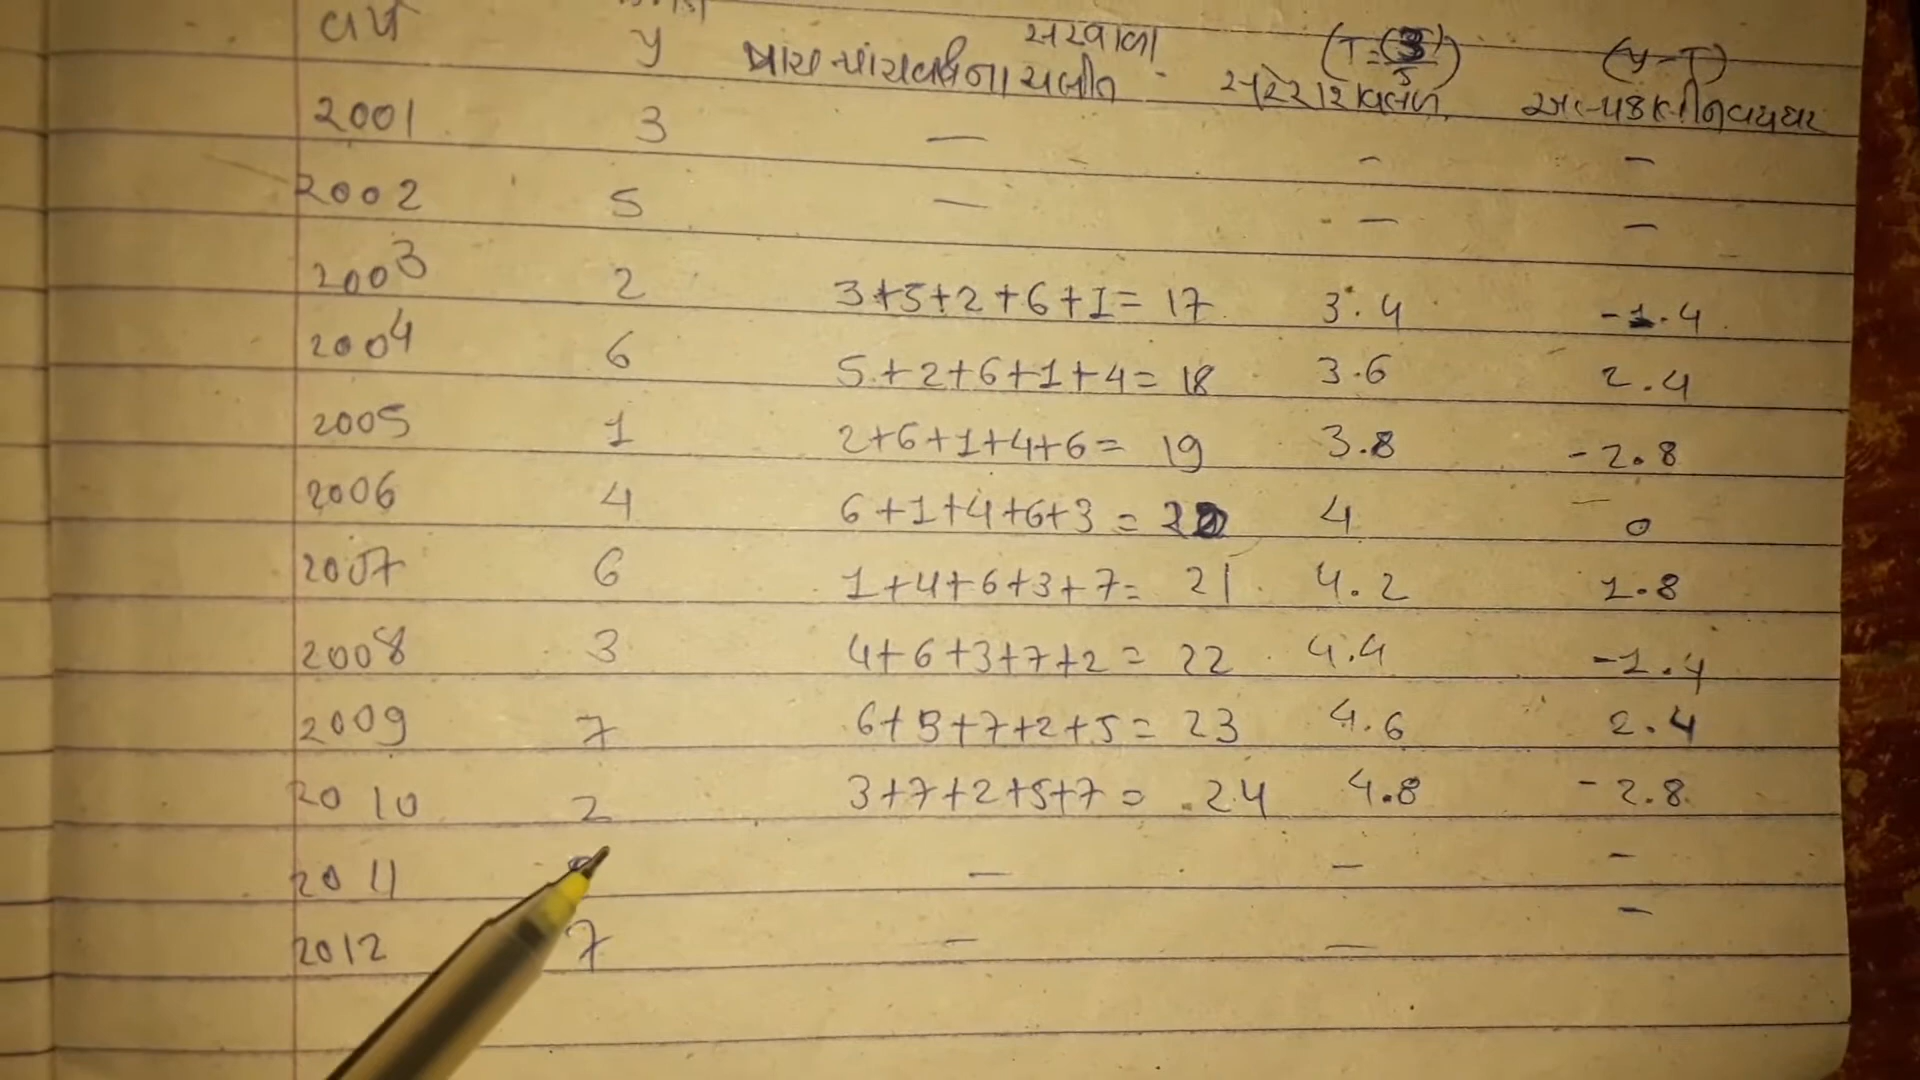 વર્ષ y સરવાળા (T = 5) (y-T)
પાંચ વર્ષના ચલીત સરેરાશ વલણ
2001 3 — - —
2002 5 — — —
2003 2 3+5+2+6+1= 17 3.4 -1.4
2004 6 5+2+6+1+4= 18 3.6 2.4
2005 1 2+6+1+4+6= 19 3.8 -2.8
2006 4 6+1+4+6+3 = 20 4 0
2007 6 1+4+6+3+7= 21 4.2 1.8
2008 3 4+6+3+7+2= 22 4.4 -1.4
2009 7 6+3+7+2+5= 23 4.6 2.4
2010 2 3+7+2+5+7= 24 4.8 -2.8
2011 — — —
2012 7 — — —